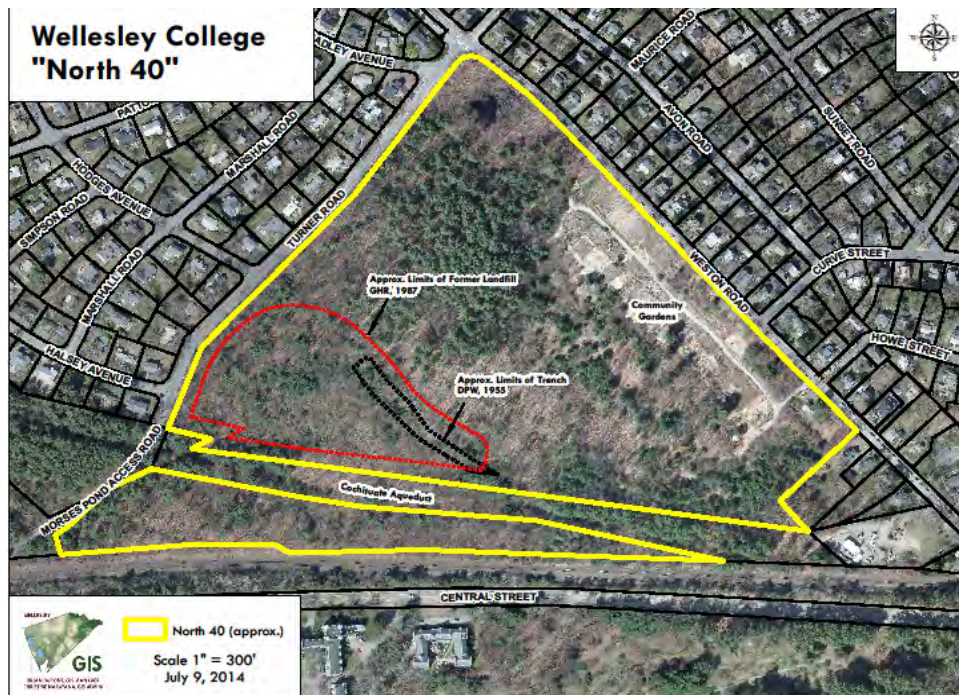 Wellesley College
"North 40"
N
W
E
S
ADLEY AVENUE
MAURICE ROAD
AVON ROAD
SUNSET ROAD
MARSHALL ROAD
HODGES AVENUE
SIMPSON ROAD
TURNER ROAD
MARSHALL ROAD
WESTON ROAD
CURVE STREET
Approx. Limits of Former Landfill
GHR, 1987
Community
Gardens
HOWE STREET
HALSEY AVENUE
Approx. Limits of Trench
DPW, 1955
MORSES POND ACCESS ROAD
Cochituate Aqueduct
CENTRAL STREET
GIS
North 40 (approx.)
Scale 1" = 300'
July 9, 2014